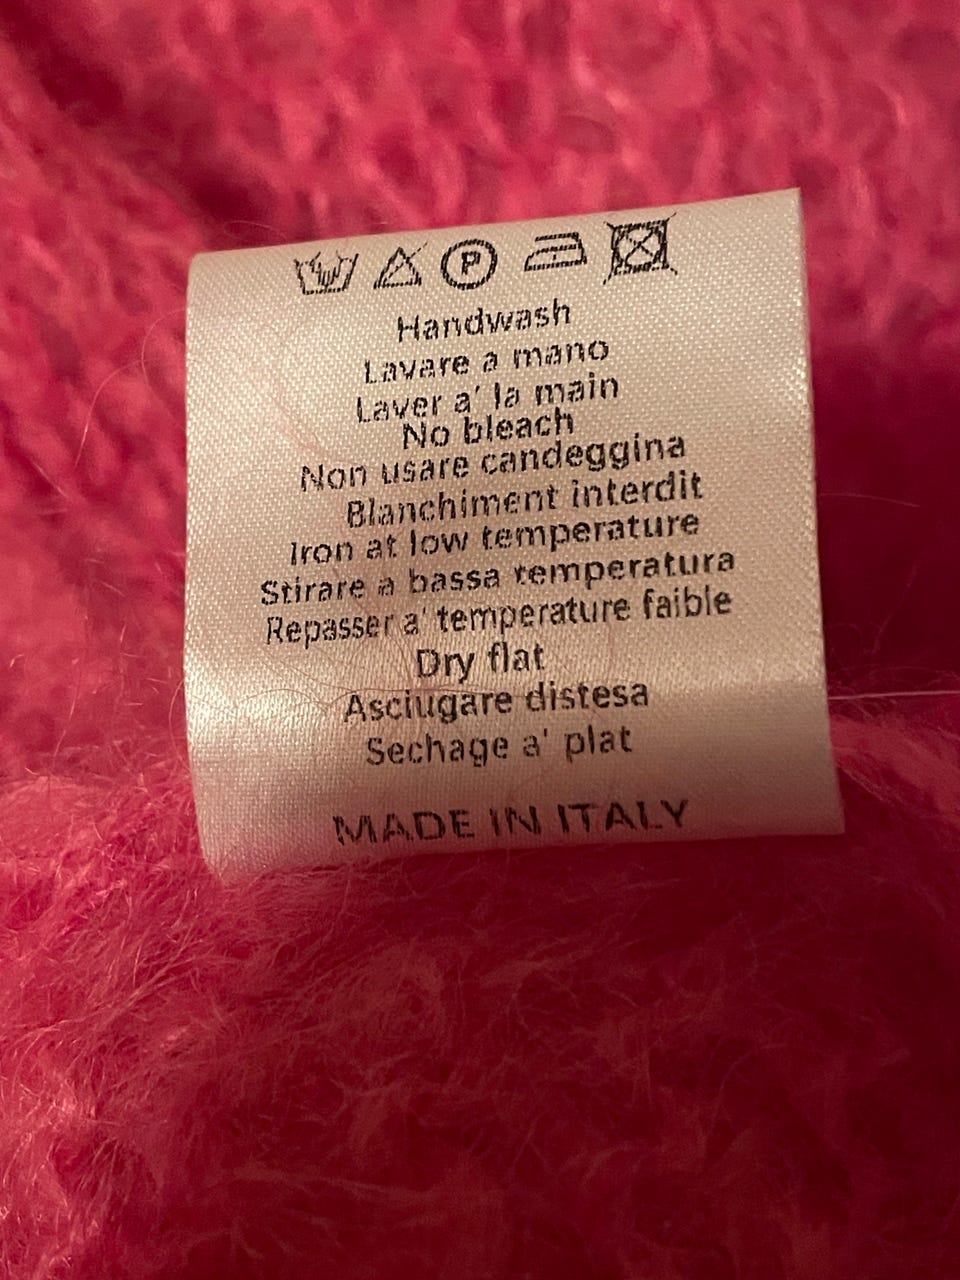 P
Handwash
Lavare a mano
Laver a' la main
No bleach
Non usare candeggina
Blanchiment interdit
Iron at low temperature
Stirare a bassa temperatura
Repasser a' temperature faible
Dry flat
Asciugare distesa
Sechage a' plat
MADE IN ITALY